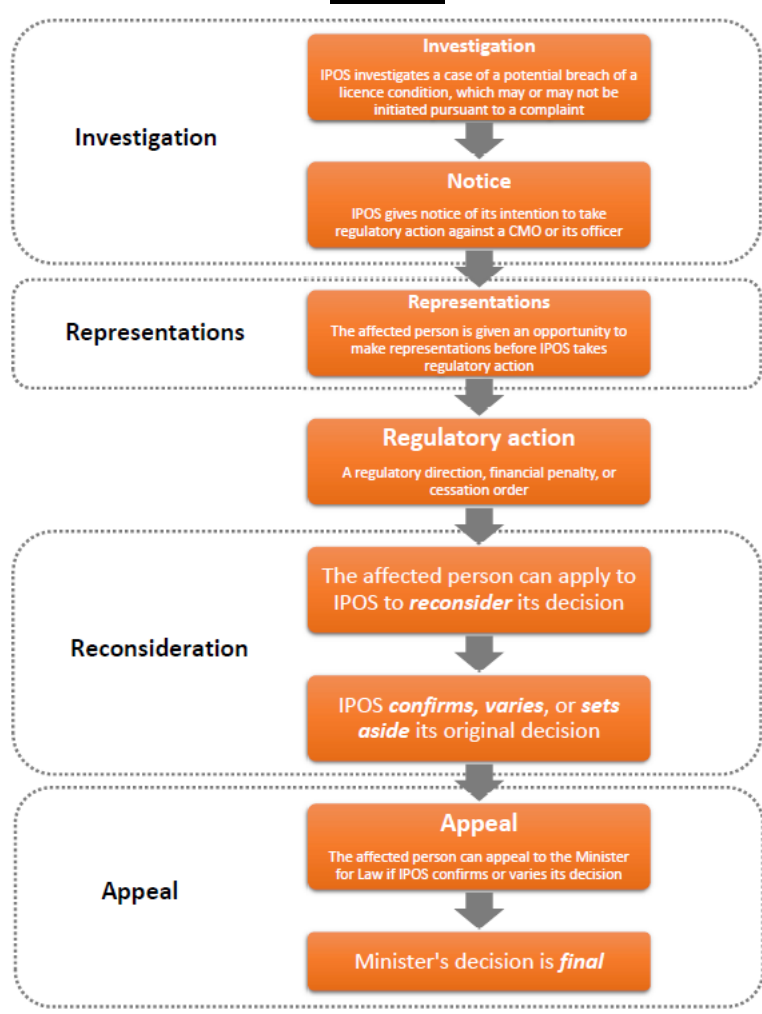 Investigation
Investigation
IPOS investigates a case of a potential breach of a
licence condition, which may or may not be
initiated pursuant to a complaint
Notice
IPOS gives notice of its intention to take
regulatory action against a CMO or its officer
Representations
Representations
The affected person is given an opportunity to
make representations before IPOS takes
regulatory action
Regulatory action
A regulatory direction, financial penalty, or
cessation order
Reconsideration
The affected person can apply to
IPOS to reconsider its decision
IPOS confirms, varies, or sets
aside its original decision
Appeal
Appeal
The affected person can appeal to the Minister
for Law if IPOS confirms or varies its decision
Minister's decision is final